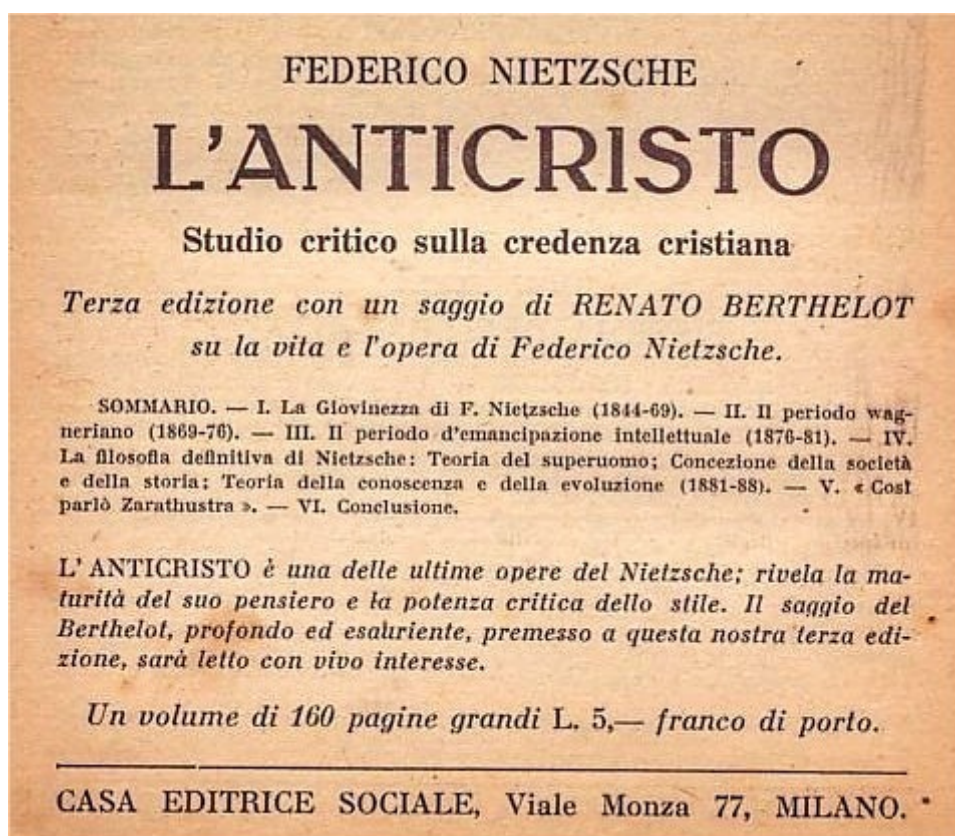 FEDERICO NIETZSCHE
L'ANTICRISTO
Studio critico sulla credenza cristiana
Terza edizione con un saggio di RENATO BERTHELOT
su la vita e l'opera di Federico Nietzsche.
SOMMARIO. — I. La Giovinezza di F. Nietzsche (1844-69). — II. Il periodo wag-
neriano (1869-76). — III. Il periodo d'emancipazione intellettuale (1876-81). — IV.
La filosofia definitiva di Nietzsche: Teoria del superuomo; Concezione della società
e della storia; Teoria della conoscenza e della evoluzione (1881-88). — V. « Così
parlò Zarathustra ». — VI. Conclusione.
L' ANTICRISTO è una delle ultime opere del Nietzsche; rivela la ma-
turità del suo pensiero e la potenza critica dello stile. Il saggio del
Berthelot, profondo ed esauriente, premesso a questa nostra terza edi-
zione, sarà letto con vivo interesse.
Un volume di 160 pagine grandi L. 5,— franco di porto.
CASA EDITRICE SOCIALE, Viale Monza 77, MILANO.